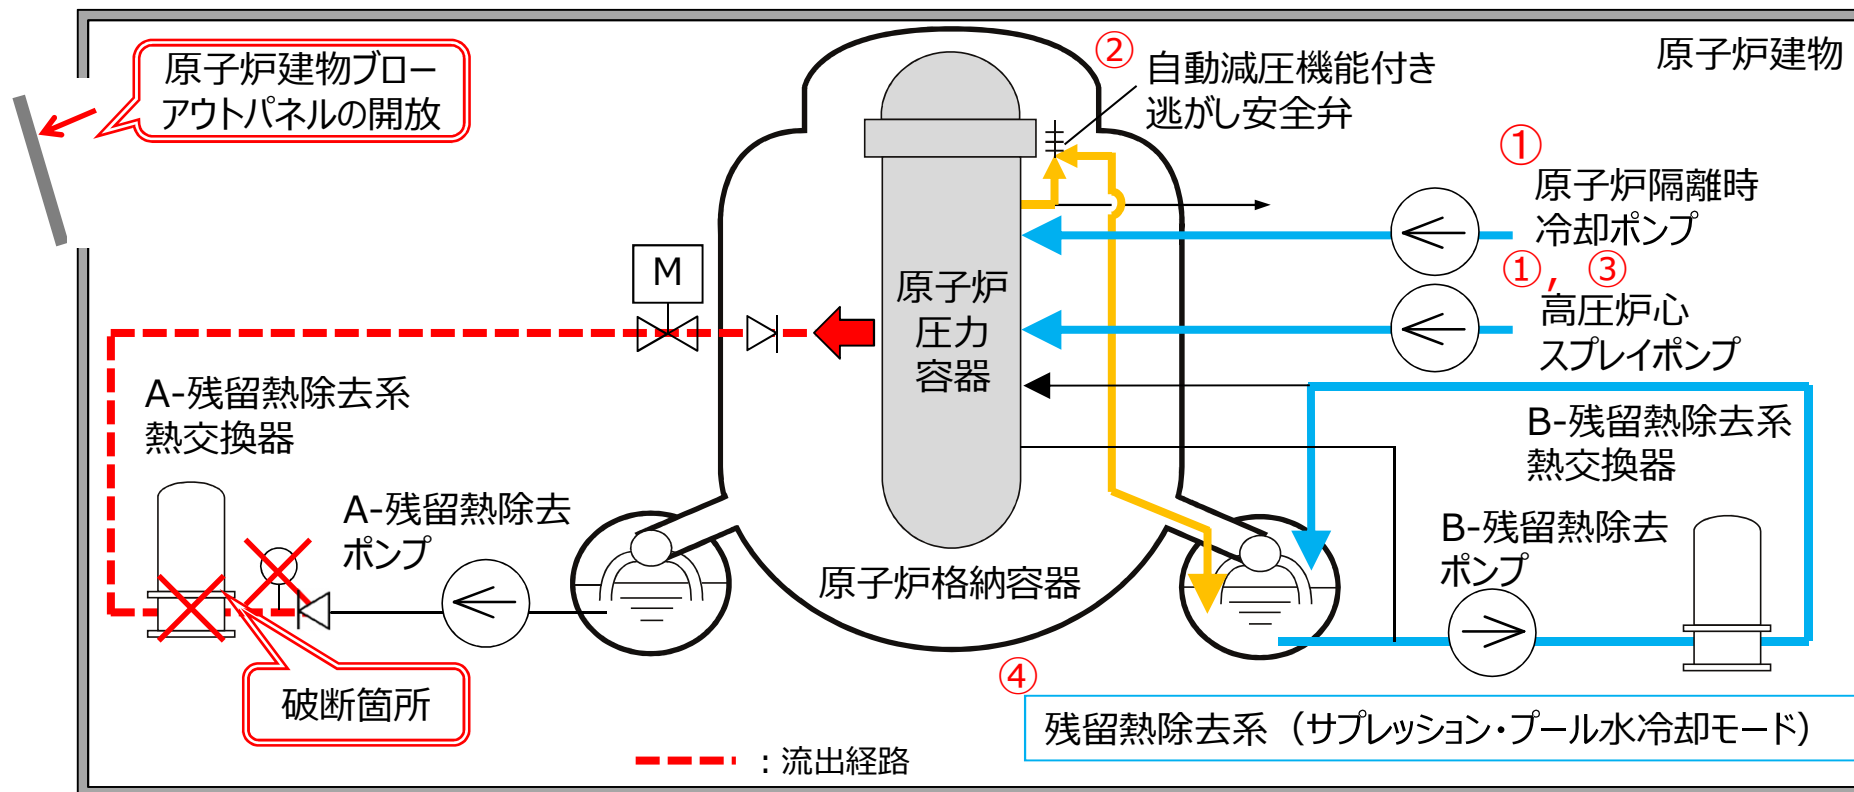 原子炉建物ブロー
アウトパネルの開放
②
自動減圧機能付き
逃がし安全弁
原子炉建物
①
原子炉隔離時
冷却ポンプ
①, ③
高圧炉心
スプレイポンプ
M
原子炉
圧力
容器
A-残留熱除去系
熱交換器
B-残留熱除去系
熱交換器
A-残留熱除去
ポンプ
B-残留熱除去
ポンプ
原子炉格納容器
破断箇所
④
残留熱除去系（サプレッション・プール水冷却モード）
：流出経路